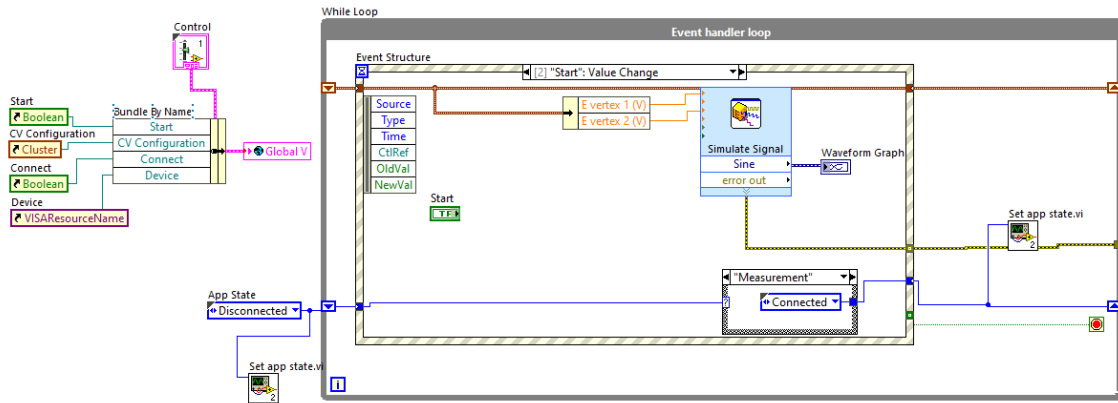 While Loop
Event handler loop
Control
1
Event Structure
[2] "Start": Value Change
Start
Boolean
CV Configuration
Cluster
Connect
Boolean
Device
VISAResourceName
Bundle By Name
Start
CV Configuration
Connect
Device
Global V
Source
Type
Time
CtlRef
OldVal
NewVal
E vertex 1 (V)
E vertex 2 (V)
Simulate Signal
Sine
error out
Waveform Graph
Start
TF
Set app state.vi
2
"Measurement"
?
Connected
App State
Disconnected
Set app state.vi
2
i